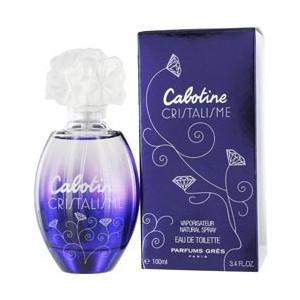 Cabotine
CRISTALISME
Cabotine
CRISTALISME
VAPORISATEUR
NATURAL SPRAY
EAU DE TOILETTE
PARFUMS GRÈS
PARIS
100ml 3.4 FL.OZ.